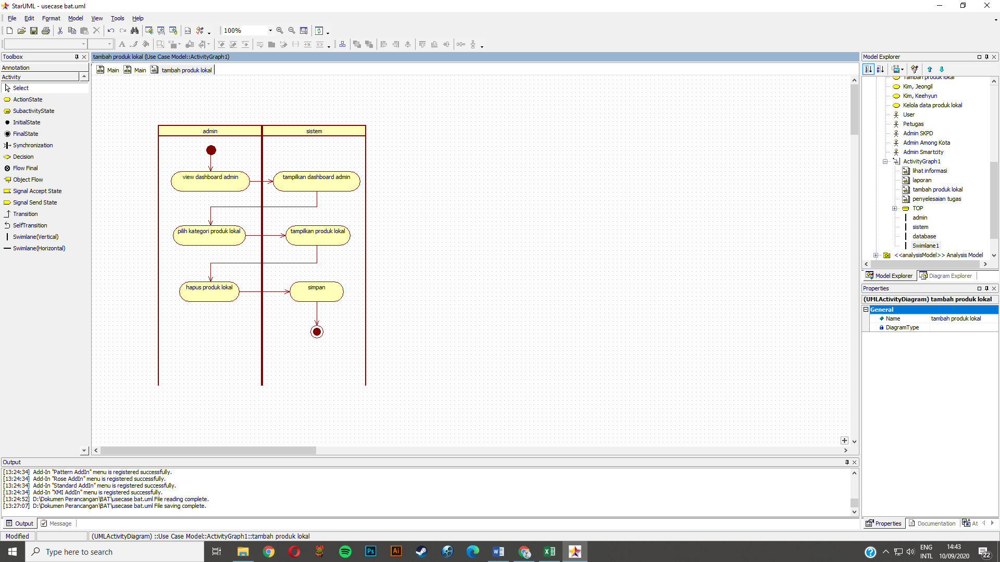 StarUML - usecase bat.uml
File Edit Format Model View Tools Help
100%
Toolbox
Annotation
Activity
Select
ActionState
SubactivityState
InitialState
FinalState
Synchronization
Decision
Flow Final
Object Flow
Signal Accept State
Signal Send State
Transition
SelfTransition
Swimlane(Vertical)
Swimlane(Horizontal)
tambah produk lokal (Use Case Model::ActivityGraph1)
Main Main tambah produk lokal
admin sistem
view dashboard admin tampilkan dashboard admin
pilih kategori produk lokal tampilkan produk lokal
hapus produk lokal simpan
Model Explorer
Tambah produk lokal
Kim, Jeongil
Kim, Keehyun
Kelola data produk lokal
User
Petugas
Admin SKPD
Admin Among Kota
Admin Smartcity
ActivityGraph1
lihat informasi
laporan
tambah produk lokal
penyelesaian tugas
TOP
admin
sistem
database
Swimlane1
<<analysisModel>> Analysis Model
Model Explorer Diagram Explorer
Properties
(UMLActivityDiagram) tambah produk lokal
General
Name tambah produk lokal
DiagramType
Properties Documentation At
Output
[13:24:34] Add-In "Pattern AddIn" menu is registered successfully.
[13:24:34] Add-In "Rose AddIn" menu is registered successfully.
[13:24:34] Add-In "Standard AddIn" menu is registered successfully.
[13:24:34] Add-In "XMI AddIn" menu is registered successfully.
[13:24:52] D:\Dokumen Perancangan\BAT\usecase bat.uml File reading complete.
[13:27:07] D:\Dokumen Perancangan\BAT\usecase bat.uml File saving complete.
Output Message
Modified (UMLActivityDiagram) ::Use Case Model::ActivityGraph1::tambah produk lokal
Type here to search
Ps Ai
ENG
INTL
14:43
10/09/2020
22